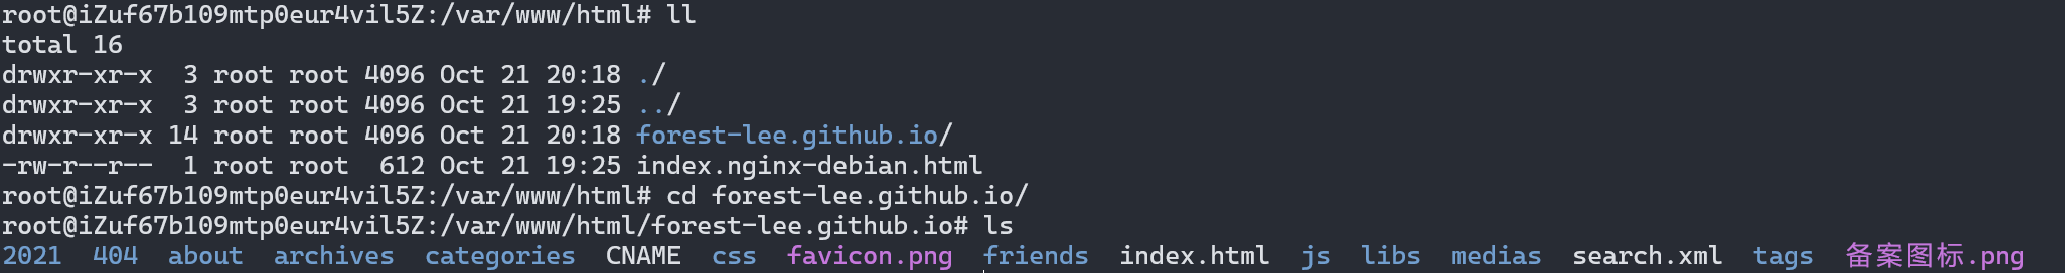 root@iZuf67b109mtp0eur4vil5Z:/var/www/html# ll
total 16
drwxr-xr-x  3 root root 4096 Oct 21 20:18 ./
drwxr-xr-x  3 root root 4096 Oct 21 19:25 ../
drwxr-xr-x 14 root root 4096 Oct 21 20:18 forest-lee.github.io/
-rw-r--r--  1 root root  612 Oct 21 19:25 index.nginx-debian.html
root@iZuf67b109mtp0eur4vil5Z:/var/www/html# cd forest-lee.github.io/
root@iZuf67b109mtp0eur4vil5Z:/var/www/html/forest-lee.github.io# ls
2021  404  about  archives  categories  CNAME  css  favicon.png  friends  index.html  js  libs  medias  search.xml  tags  备案图标.png